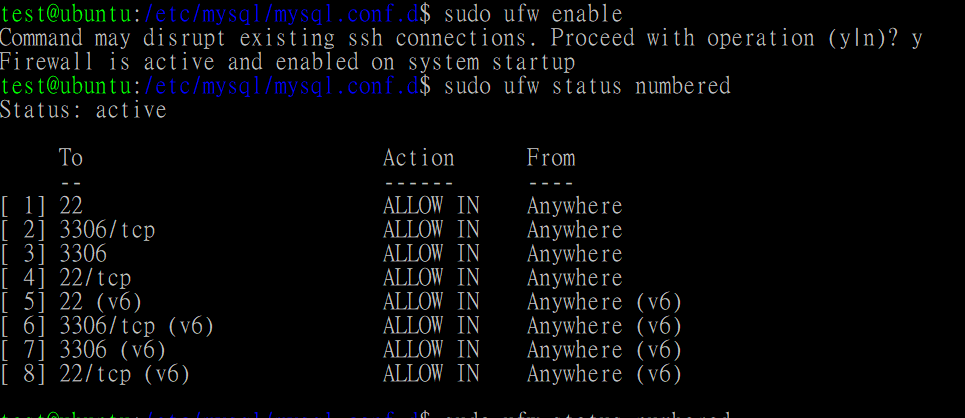 test@ubuntu:/etc/mysql/mysql.conf.d$ sudo ufw enable
Command may disrupt existing ssh connections. Proceed with operation (y|n)? y
Firewall is active and enabled on system startup
test@ubuntu:/etc/mysql/mysql.conf.d$ sudo ufw status numbered
Status: active
To Action From
-- ------ ----
[ 1] 22 ALLOW IN Anywhere
[ 2] 3306/tcp ALLOW IN Anywhere
[ 3] 3306 ALLOW IN Anywhere
[ 4] 22/tcp ALLOW IN Anywhere
[ 5] 22 (v6) ALLOW IN Anywhere (v6)
[ 6] 3306/tcp (v6) ALLOW IN Anywhere (v6)
[ 7] 3306 (v6) ALLOW IN Anywhere (v6)
[ 8] 22/tcp (v6) ALLOW IN Anywhere (v6)